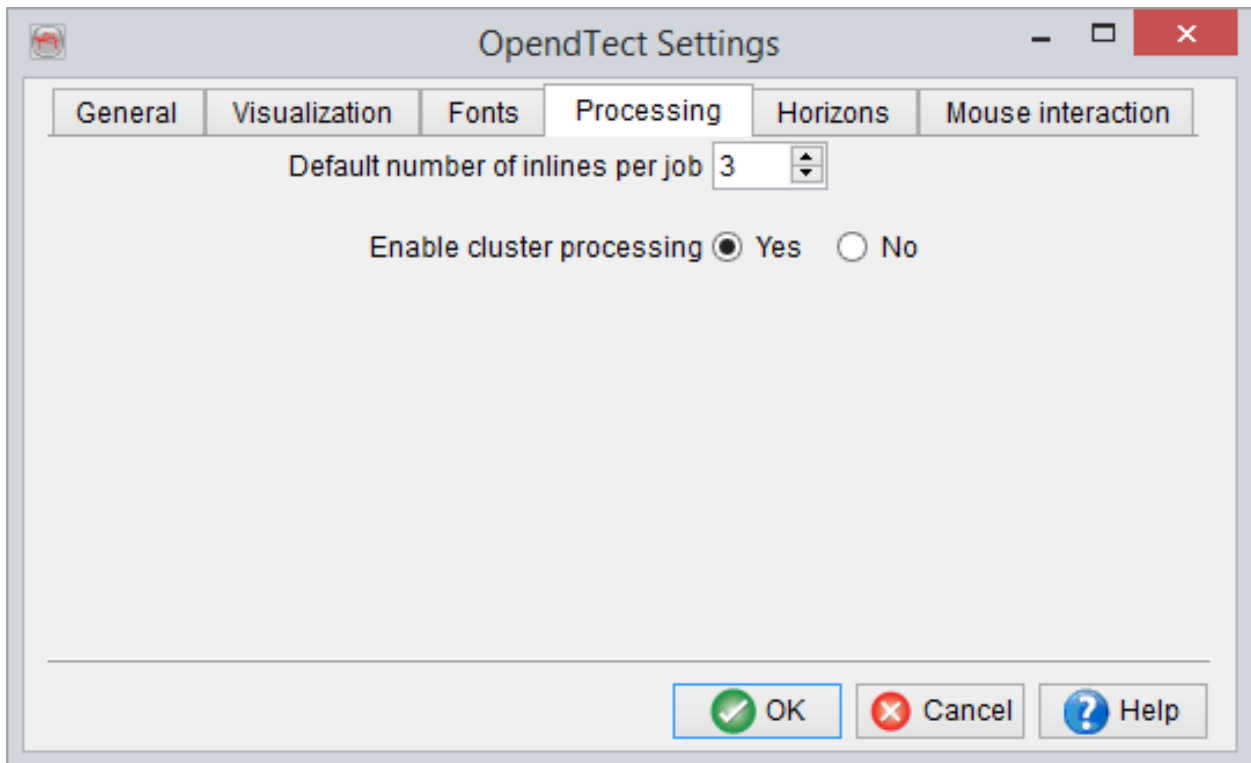 OpendTect Settings
General Visualization Fonts Processing Horizons Mouse interaction
Default number of inlines per job 3
Enable cluster processing Yes No
OK Cancel Help